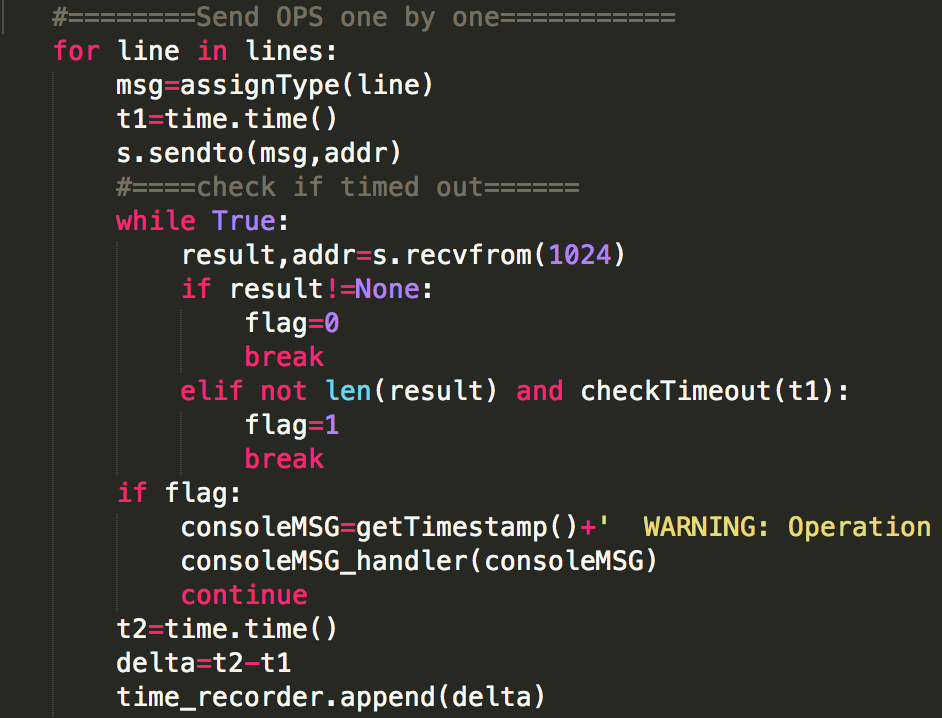 #========Send OPS one by one===========
for line in lines:
msg=assignType(line)
t1=time.time()
s.sendto(msg,addr)
#====check if timed out======
while True:
result,addr=s.recvfrom(1024)
if result!=None:
flag=0
break
elif not len(result) and checkTimeout(t1):
flag=1
break
if flag:
consoleMSG=getTimestamp()+'  WARNING: Operation
consoleMSG_handler(consoleMSG)
continue
t2=time.time()
delta=t2-t1
time_recorder.append(delta)